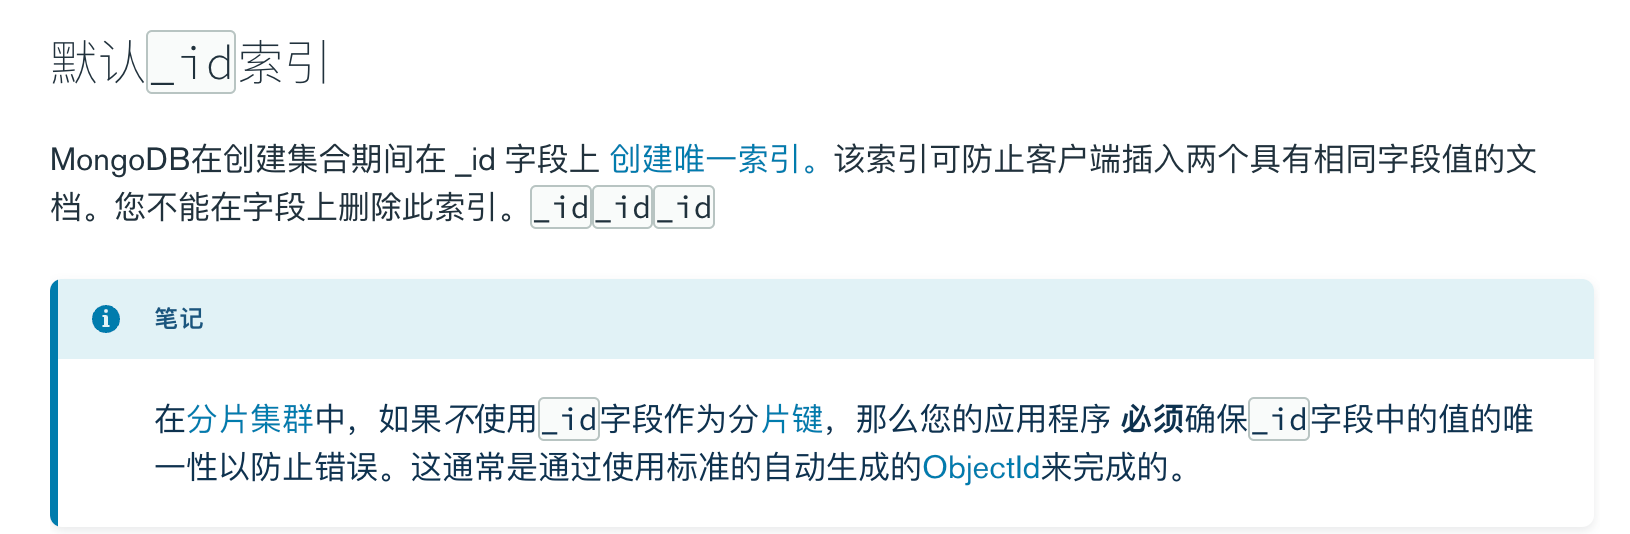 默认_id索引
MongoDB在创建集合期间在 _id 字段上 创建唯一索引。该索引可防止客户端插入两个具有相同字段值的文
档。您不能在字段上删除此索引。_id_id_id
笔记
在分片集群中，如果不使用_id字段作为分片键，那么您的应用程序 必须确保_id字段中的值的唯
一性以防止错误。这通常是通过使用标准的自动生成的ObjectId来完成的。